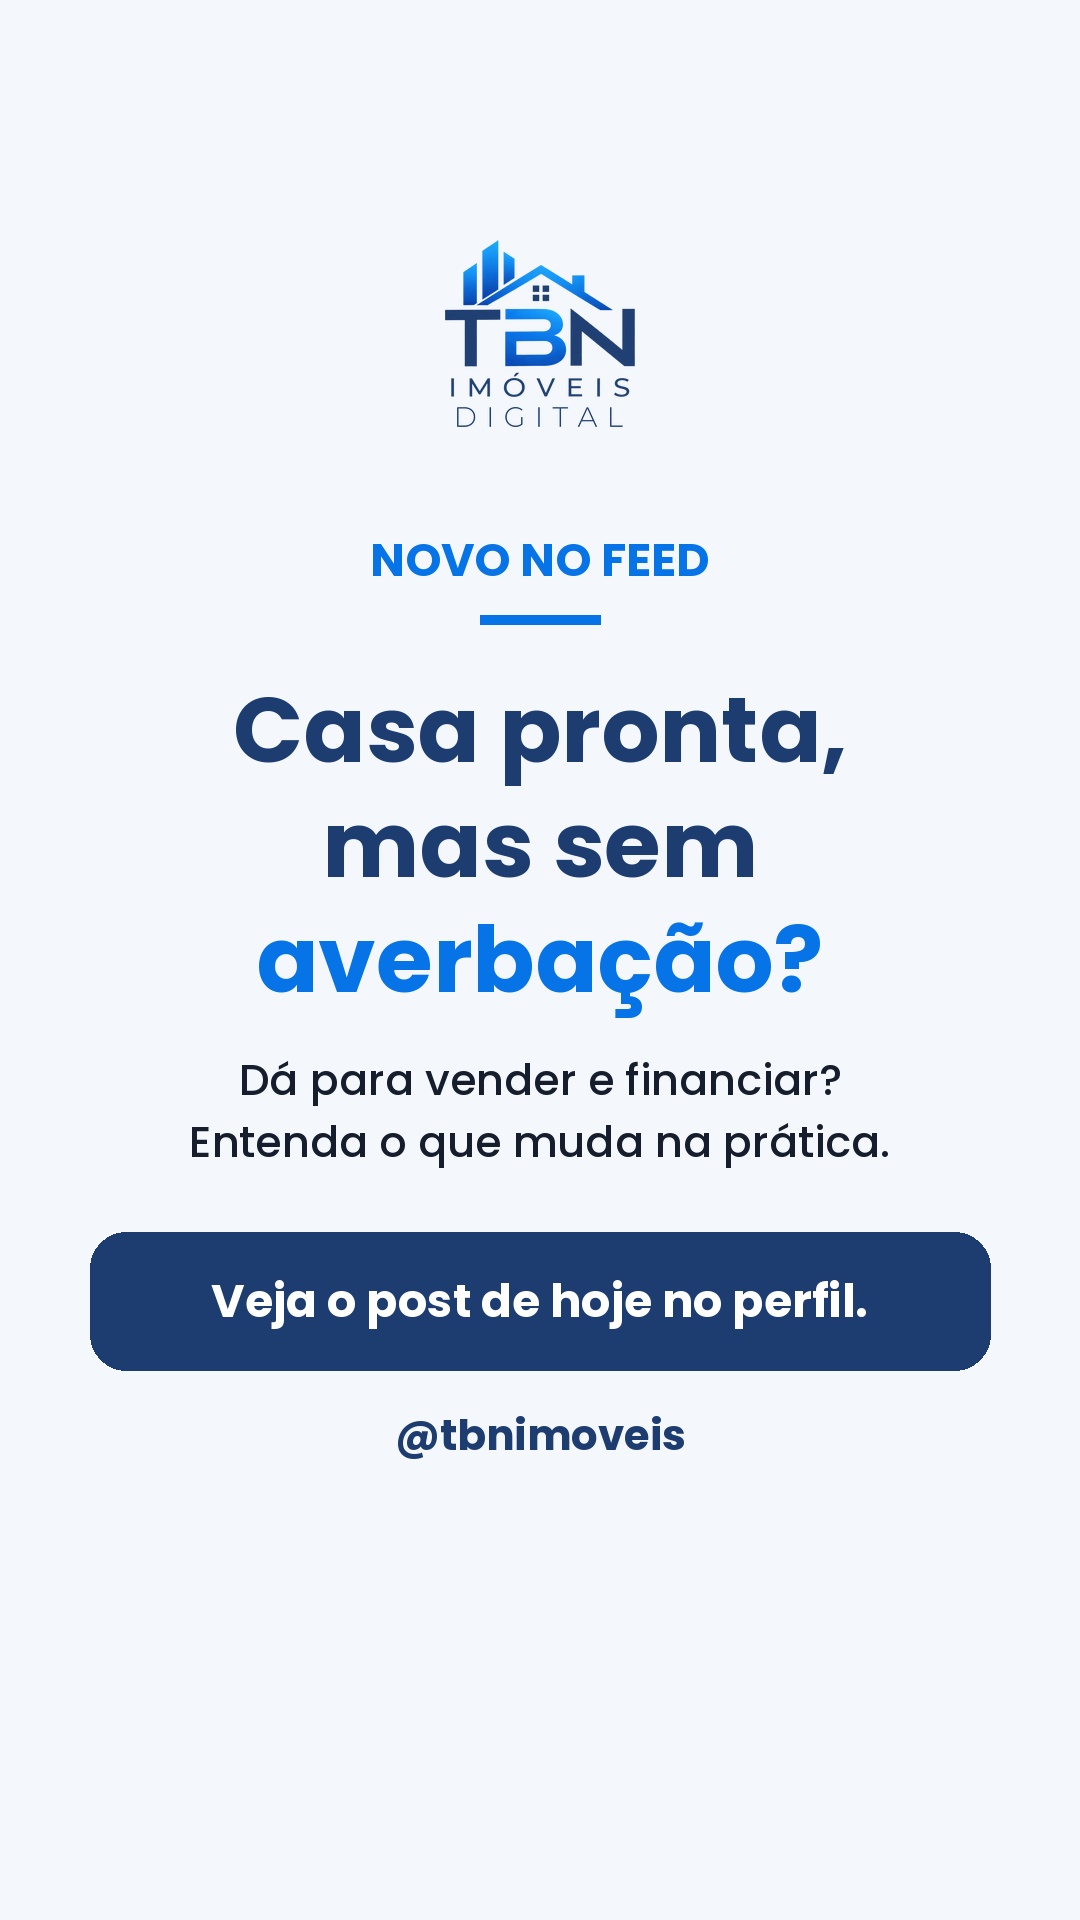 TBN
IMÓVEIS
DIGITAL
NOVO NO FEED
Casa pronta,
mas sem
averbação?
Dá para vender e financiar?
Entenda o que muda na prática.
Veja o post de hoje no perfil.
@tbnimoveis